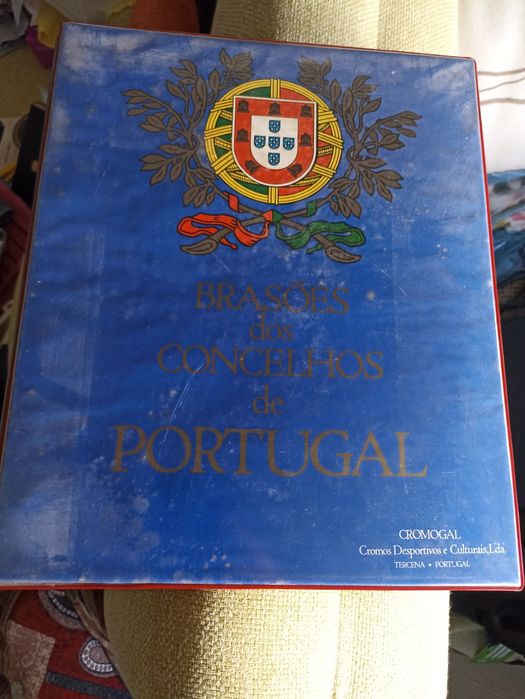 BRASÕES
dos
CONCELHOS
de
PORTUGAL
CROMOGAL
Cromos Desportivos e Culturais, Lda.
TERCENA • PORTUGAL